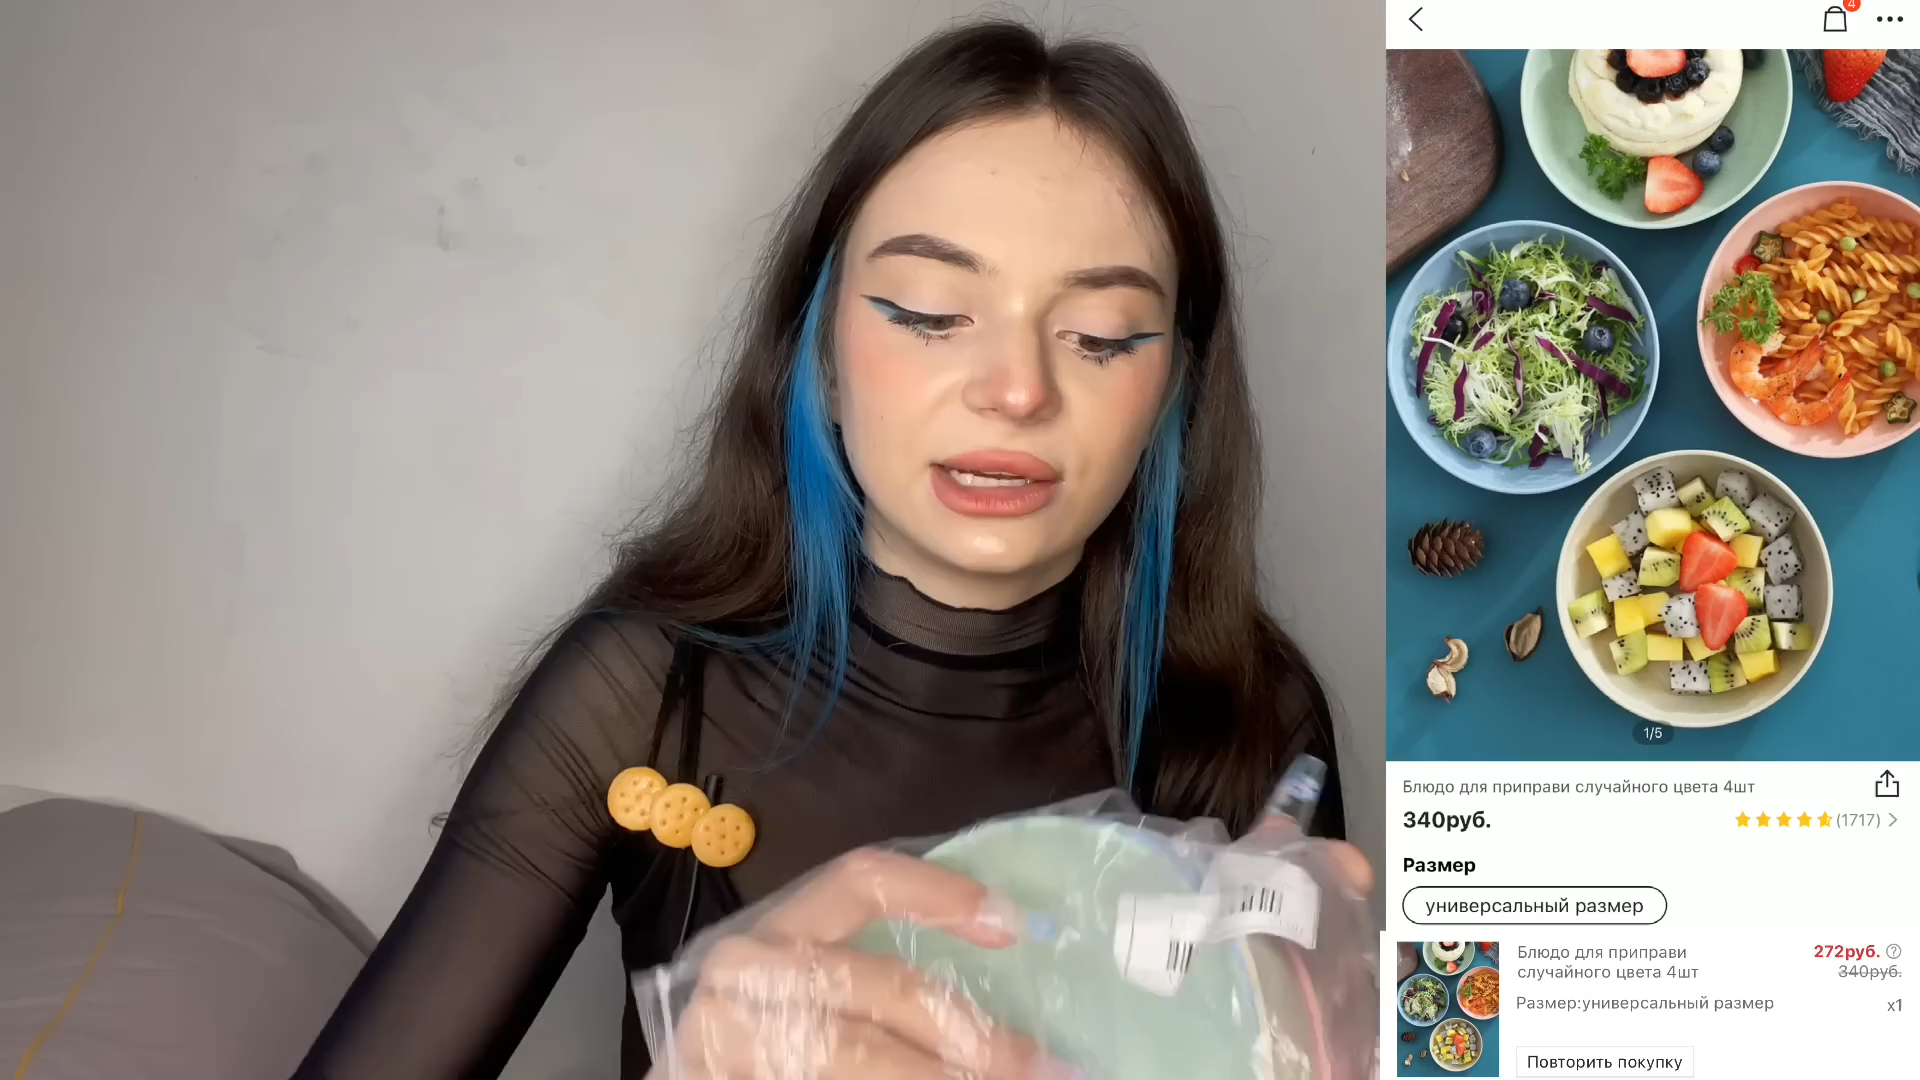 4
1/5
Блюдо для приправи случайного цвета 4шт
340руб.
(1717)
Размер
универсальный размер
Блюдо для приправи
случайного цвета 4шт
272руб.
340руб.
Размер:универсальный размер
x1
Повторить покупку